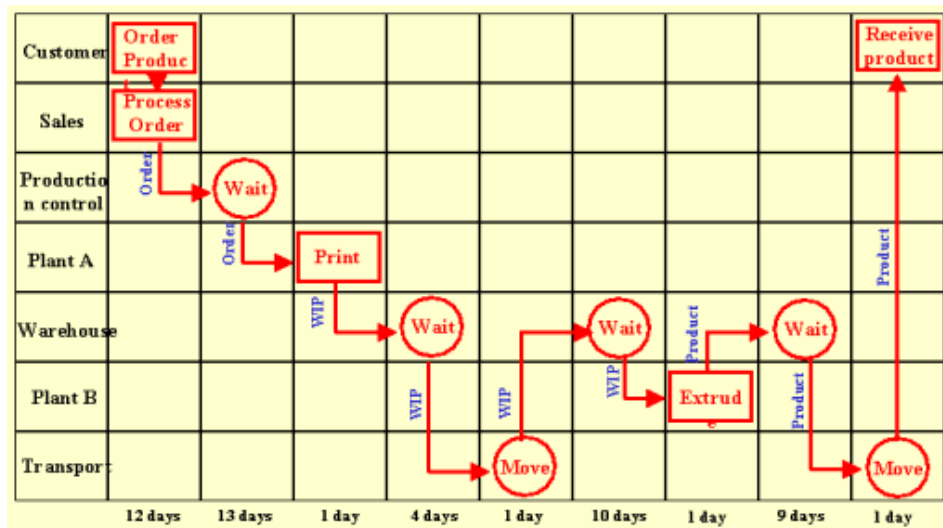 Customer
Order
Produc
t
Receive
product
Sales
Process
Order
Order
Productio
n control
Wait
Order
Plant A
Print
WIP
Product
Warehouse
Wait
Wait
Wait
WIP
WIP
WIP
Product
Product
Plant B
Extrud
e
Transport
Move
Move
12 days
13 days
1 day
4 days
1 day
10 days
1 day
9 days
1 day